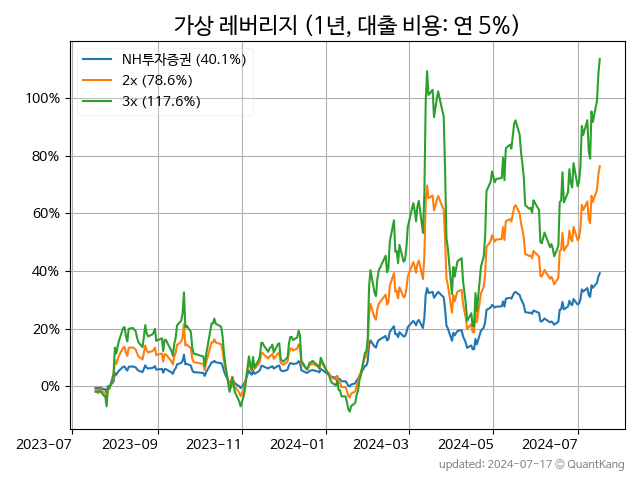 가상 레버리지 (1년, 대출 비용: 연 5%)
NH투자증권 (40.1%)
2x (78.6%)
3x (117.6%)
100%
80%
60%
40%
20%
0%
2023-07 2023-09 2023-11 2024-01 2024-03 2024-05 2024-07
updated: 2024-07-17 © QuantKang